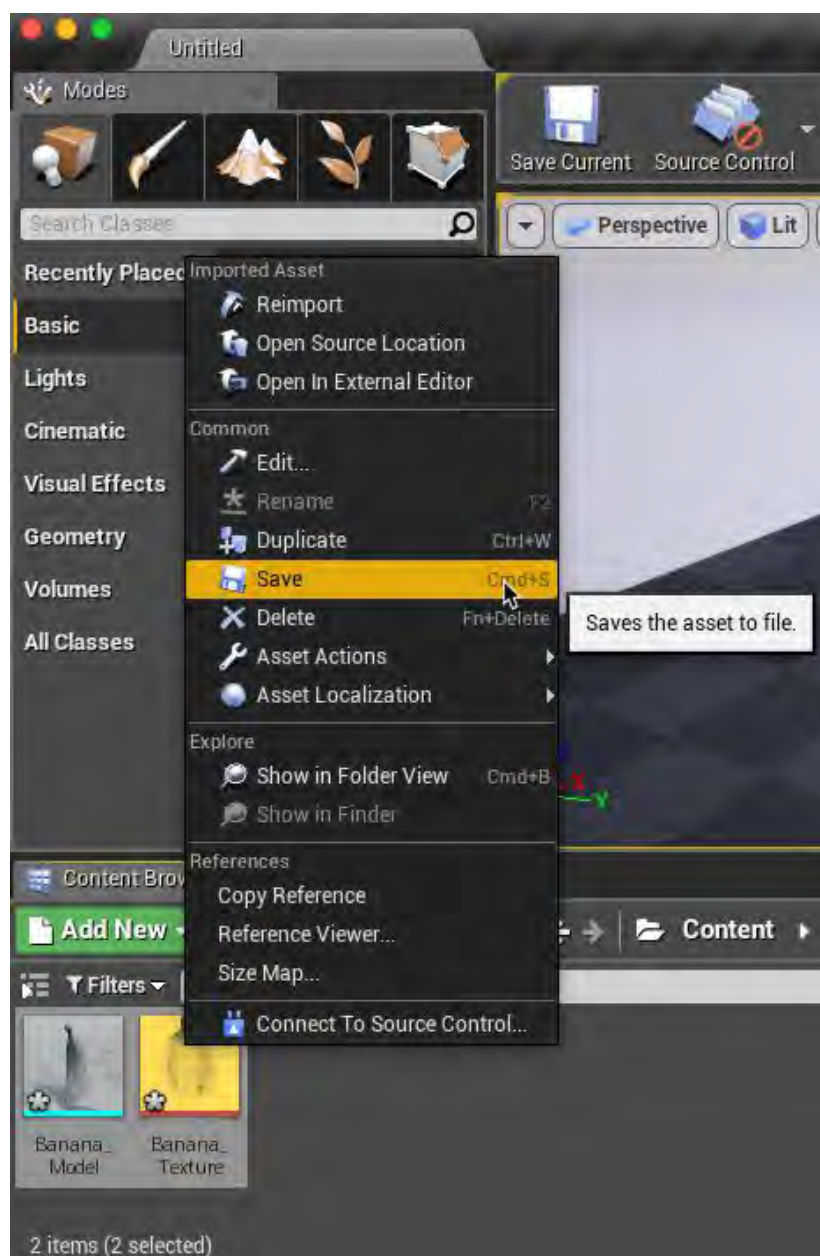 Untitled
Modes
Save Current Source Control
Search Classes
Perspective Lit
Recently Placed
Basic
Lights
Cinematic
Visual Effects
Geometry
Volumes
All Classes
Imported Asset
Reimport
Open Source Location
Open In External Editor
Common
Edit...
Rename F2
Duplicate Ctrl+W
Save Cmd+S
Delete Fn+Delete
Asset Actions
Asset Localization
Saves the asset to file.
Explore
Show in Folder View Cmd+B
Show in Finder
References
Copy Reference
Reference Viewer...
Size Map...
Connect To Source Control...
X
Y
Content Brow
Add New
Content
Filters
Banana_
Model
Banana_
Texture
2 items (2 selected)